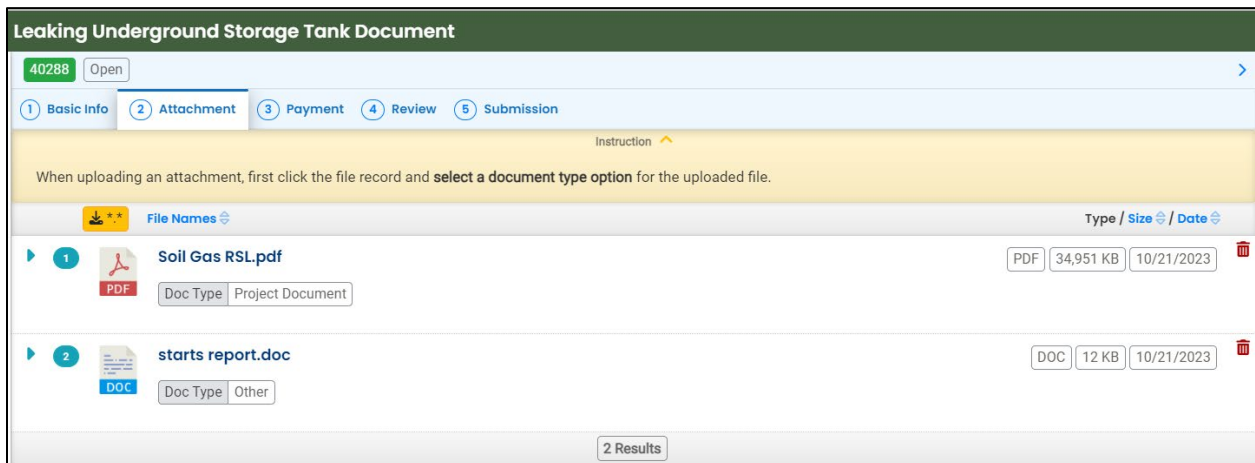 Leaking Underground Storage Tank Document
40288 Open
1 Basic Info 2 Attachment 3 Payment 4 Review 5 Submission
Instruction
When uploading an attachment, first click the file record and select a document type option for the uploaded file.
*.* File Names Type / Size / Date
1 PDF Soil Gas RSL.pdf PDF 34,951 KB 10/21/2023
Doc Type Project Document
2 DOC starts report.doc DOC 12 KB 10/21/2023
Doc Type Other
2 Results